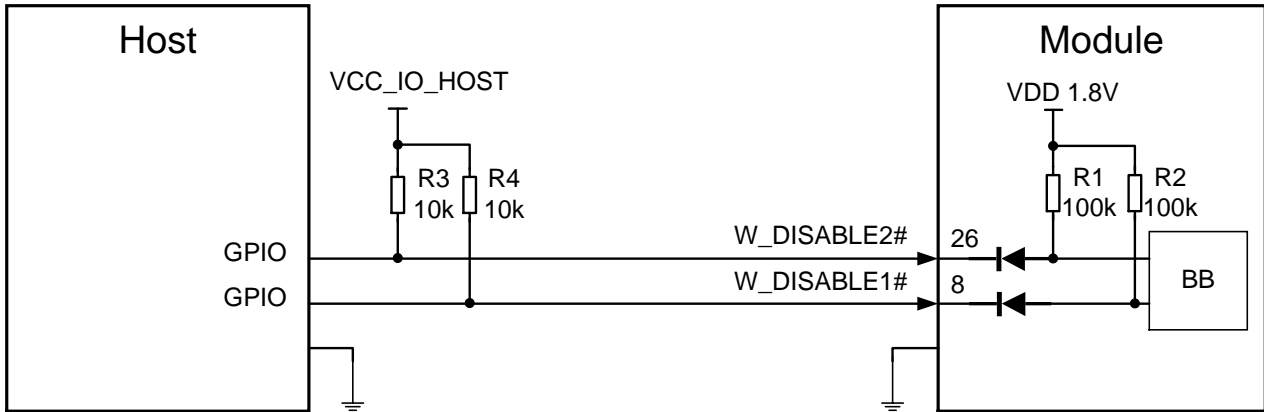 Host
Module
VCC_IO_HOST
VDD 1.8V
R3 R4
10k 10k
R1 R2
100k 100k
GPIO
W_DISABLE2#
26
GPIO
W_DISABLE1#
8
BB